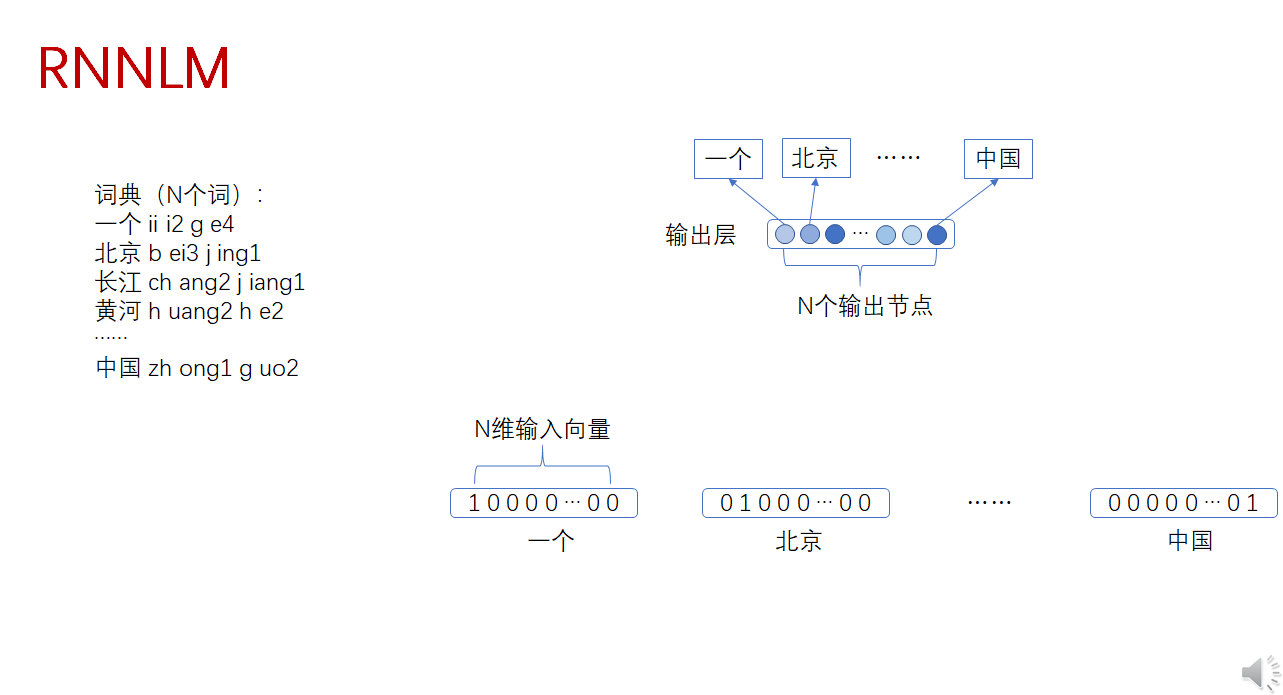 RNNLM
词典（N个词）：
一个 ii i2 g e4
北京 b ei3 j ing1
长江 ch ang2 j iang1
黄河 h uang2 h e2
……
中国 zh ong1 g uo2
一个 北京 …… 中国
输出层 …
N个输出节点
N维输入向量
1 0 0 0 0 … 0 0 0 1 0 0 0 … 0 0 …… 0 0 0 0 0 … 0 1
一个 北京 中国